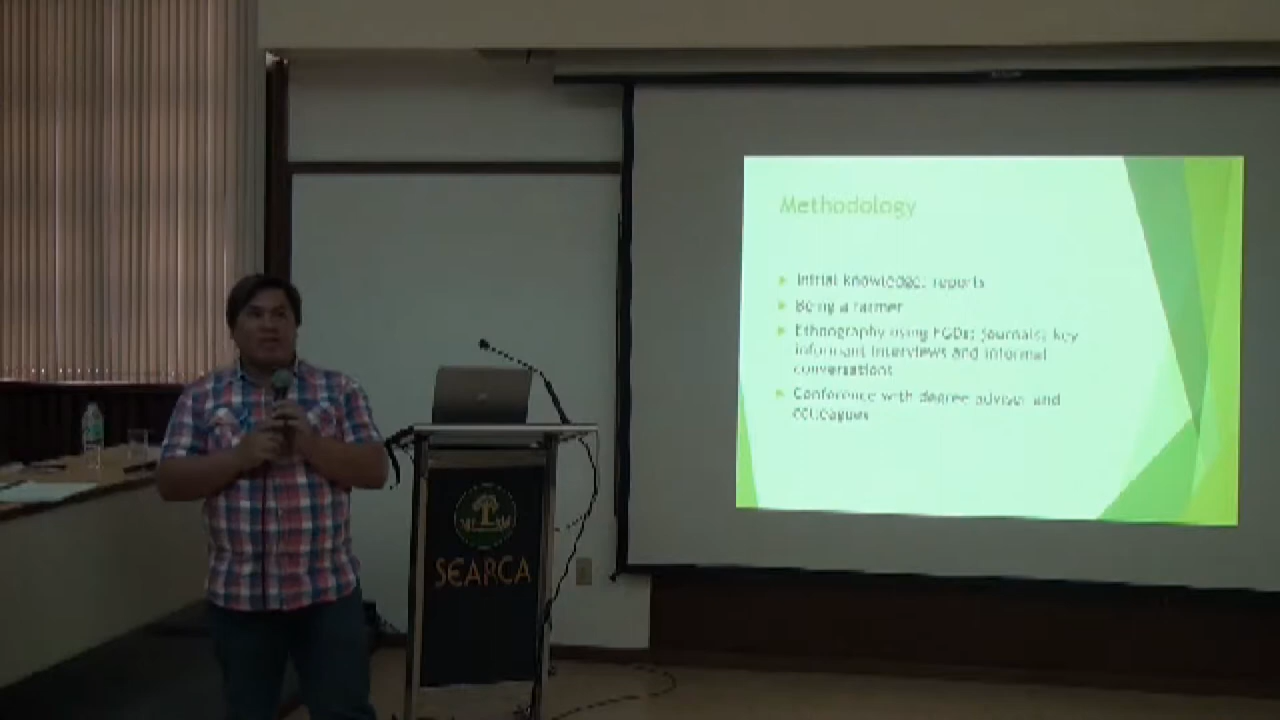 Methodology
Initial knowledge: reports
Being a farmer
Ethnography using FGDs; journals; key
informant interviews and informal
conversations
Conference with degree adviser and
colleagues
SEARCA